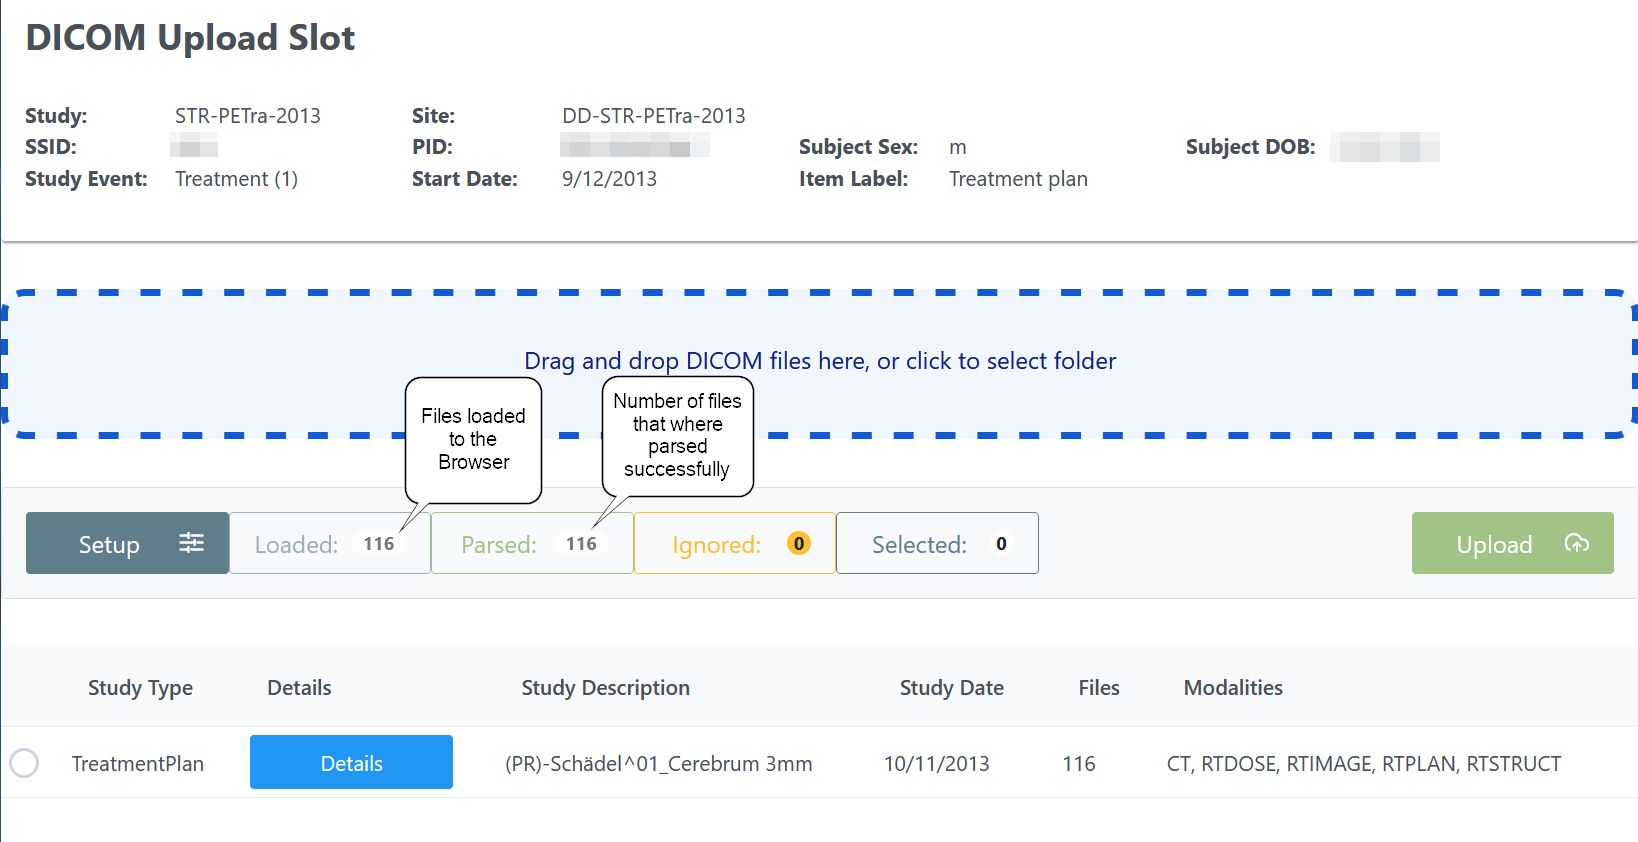 DICOM Upload Slot
Study: STR-PETra-2013 Site: DD-STR-PETra-2013
SSID: PID: Subject Sex: m Subject DOB:
Study Event: Treatment (1) Start Date: 9/12/2013 Item Label: Treatment plan
Drag and drop DICOM files here, or click to select folder
Files loaded
to the
Browser
Number of files
that where
parsed
successfully
Setup Loaded: 116 Parsed: 116 Ignored: 0 Selected: 0 Upload
Study Type Details Study Description Study Date Files Modalities
TreatmentPlan Details (PR)-Schädel^01_Cerebrum 3mm 10/11/2013 116 CT, RTDOSE, RTIMAGE, RTPLAN, RTSTRUCT